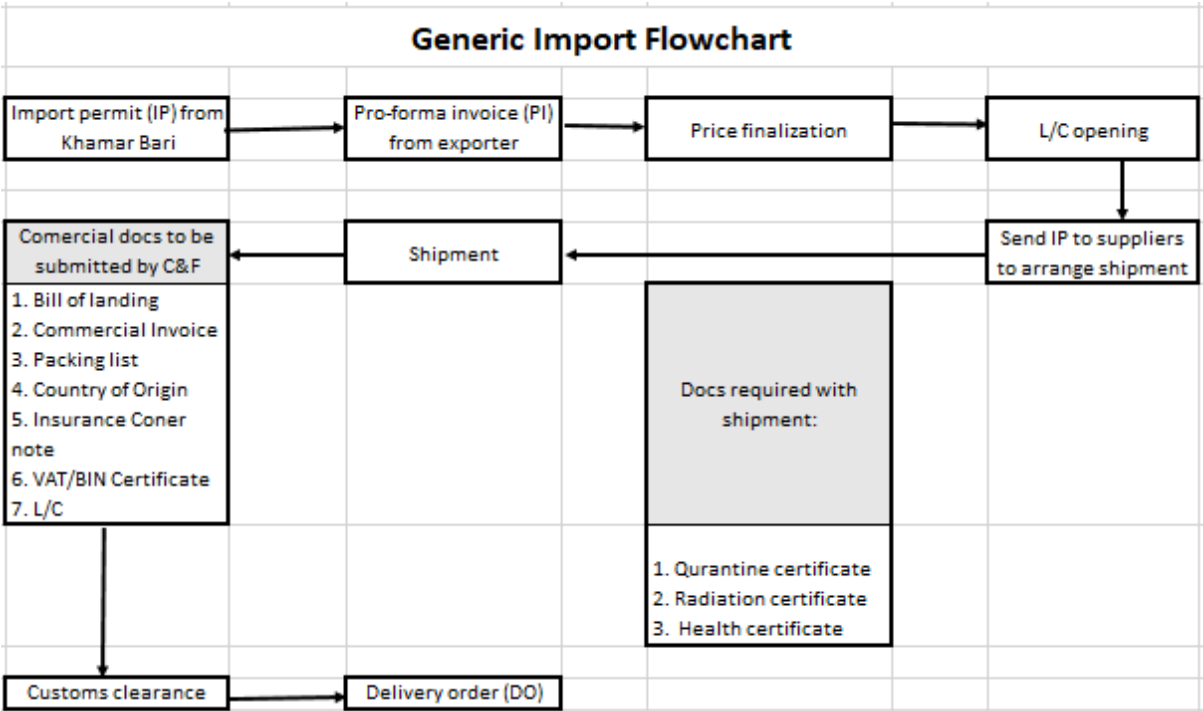 Generic Import Flowchart
Import permit (IP) from
Khamar Bari
Pro-forma invoice (PI)
from exporter
Price finalization
L/C opening
Send IP to suppliers
to arrange shipment
Shipment
Comercial docs to be
submitted by C&F
1. Bill of landing
2. Commercial Invoice
3. Packing list
4. Country of Origin
5. Insurance Coner
note
6. VAT/BIN Certificate
7. L/C
Docs required with
shipment:
1. Qurantine certificate
2. Radiation certificate
3. Health certificate
Customs clearance
Delivery order (DO)